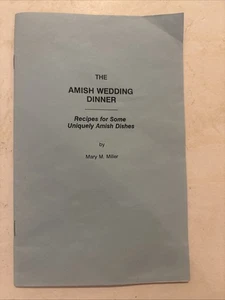 THE
AMISH WEDDING
DINNER
Recipes for Some
Uniquely Amish Dishes
by
Mary M. Miller